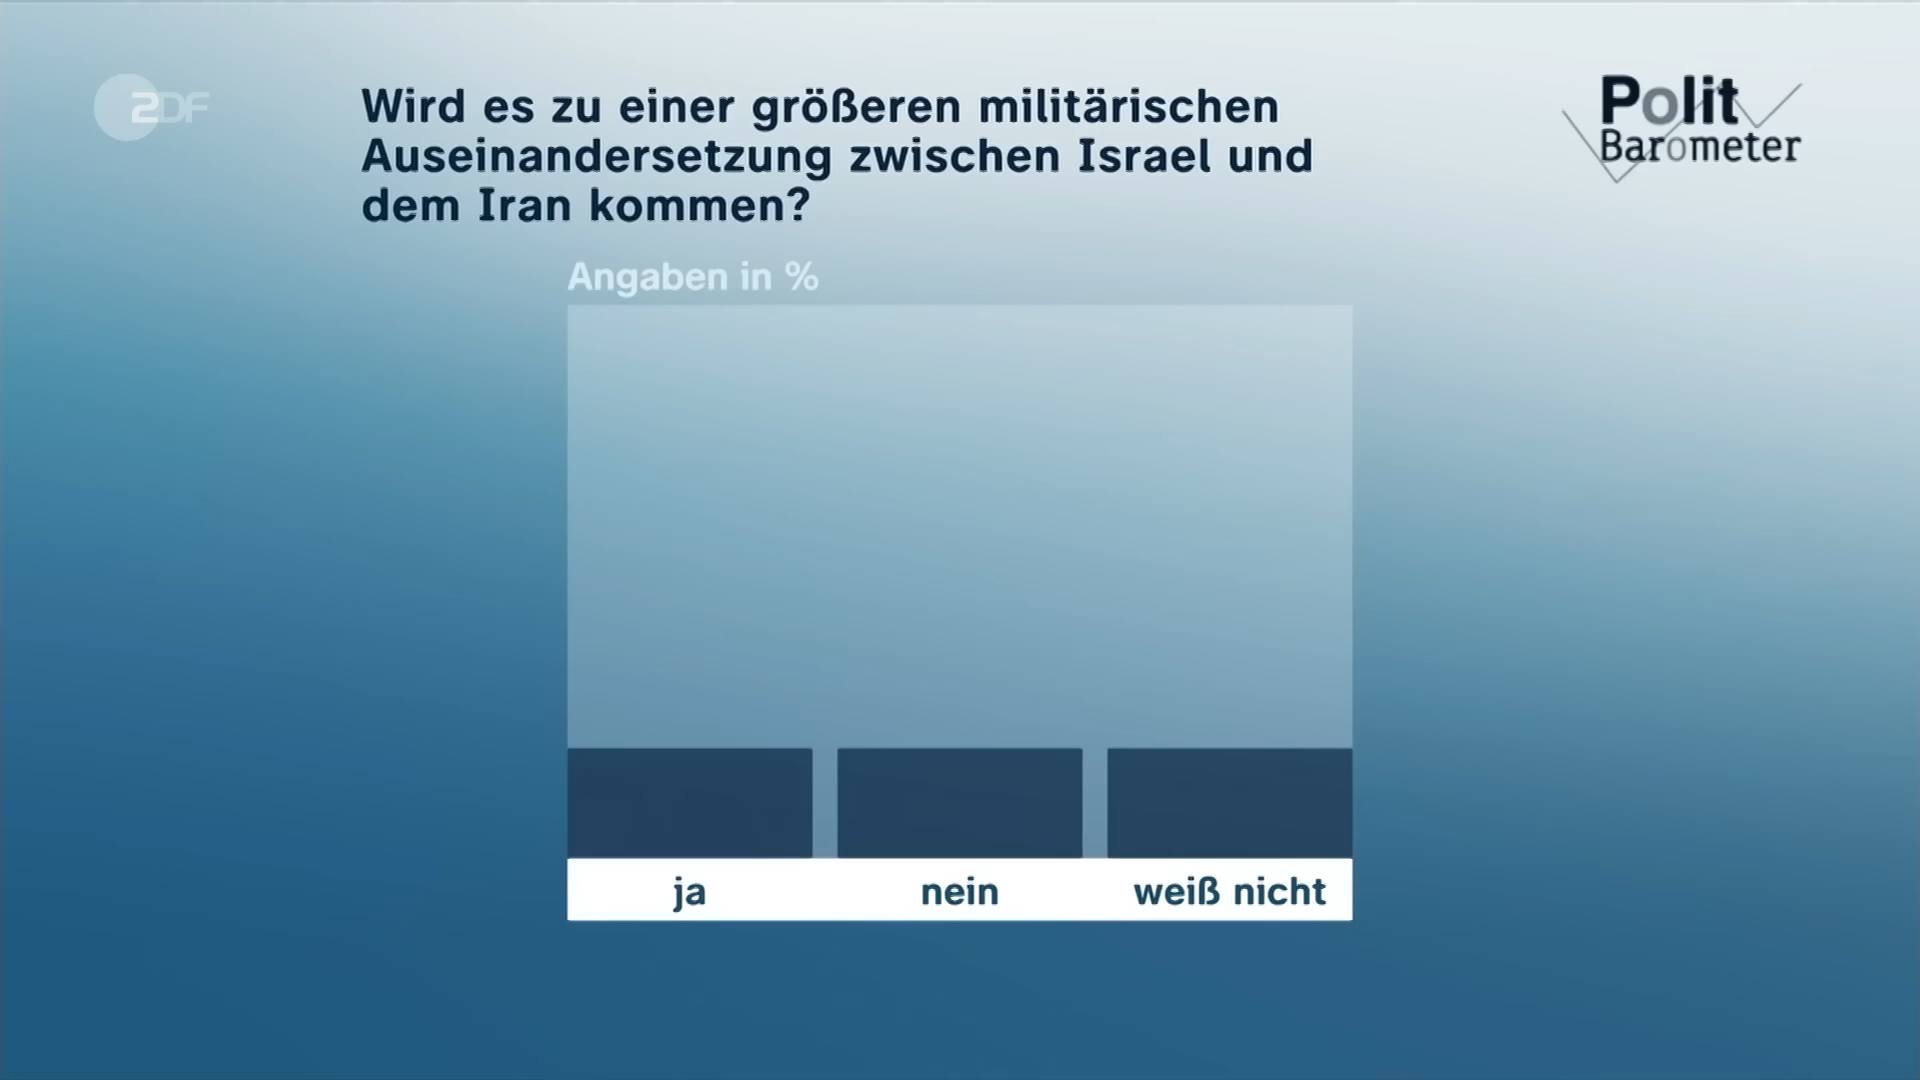 ZDF
Wird es zu einer größeren militärischen
Auseinandersetzung zwischen Israel und
dem Iran kommen?
Polit
Barometer
Angaben in %
ja
nein
weiß nicht